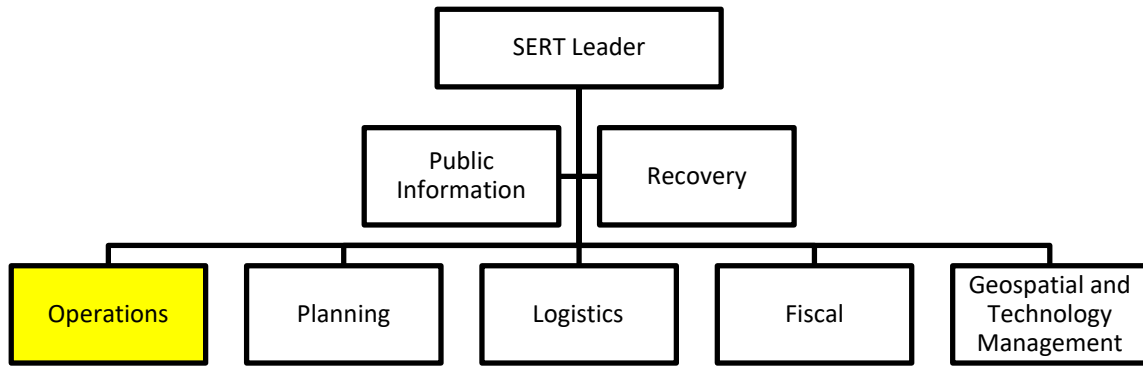 SERT Leader
Public
Information
Recovery
Operations
Planning
Logistics
Fiscal
Geospatial and
Technology
Management